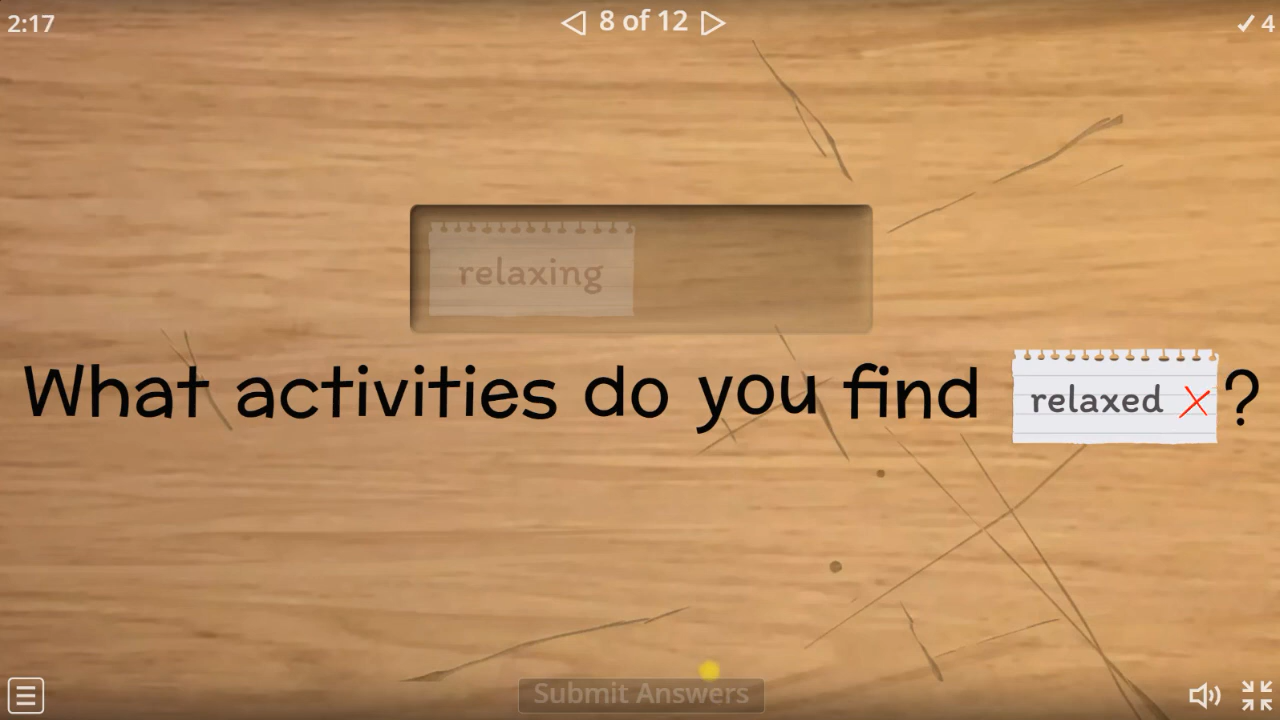 2:17
8 of 12
✓ 4
relaxing
What activities do you find relaxed ✗ ?
Submit Answers